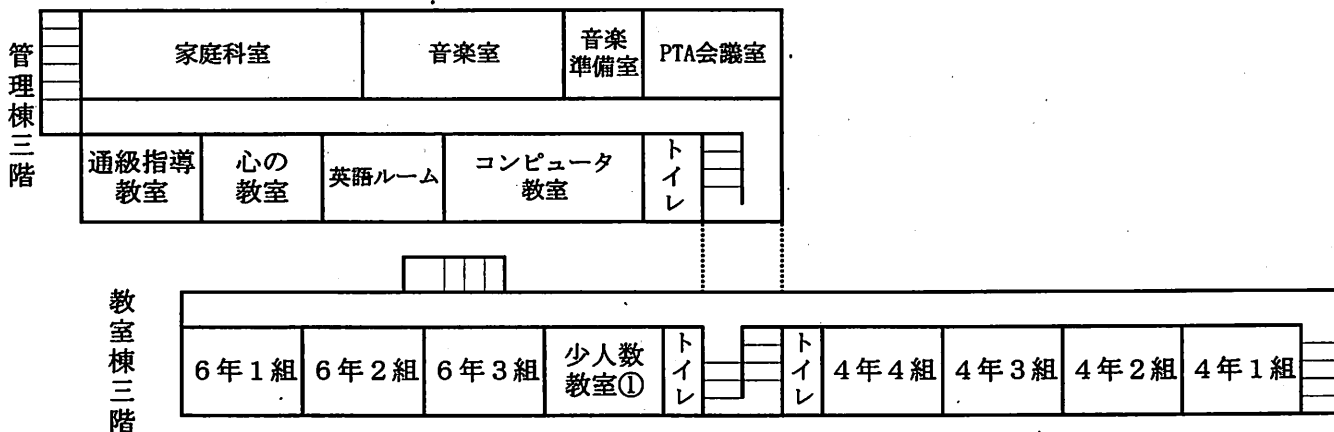 管理棟三階
家庭科室
音楽室
音楽
準備室
PTA会議室
通級指導
教室
心の
教室
英語ルーム
コンピュータ
教室
トイレ
教室棟三階
6年1組
6年2組
6年3組
少人数
教室①
トイレ
トイレ
4年4組
4年3組
4年2組
4年1組